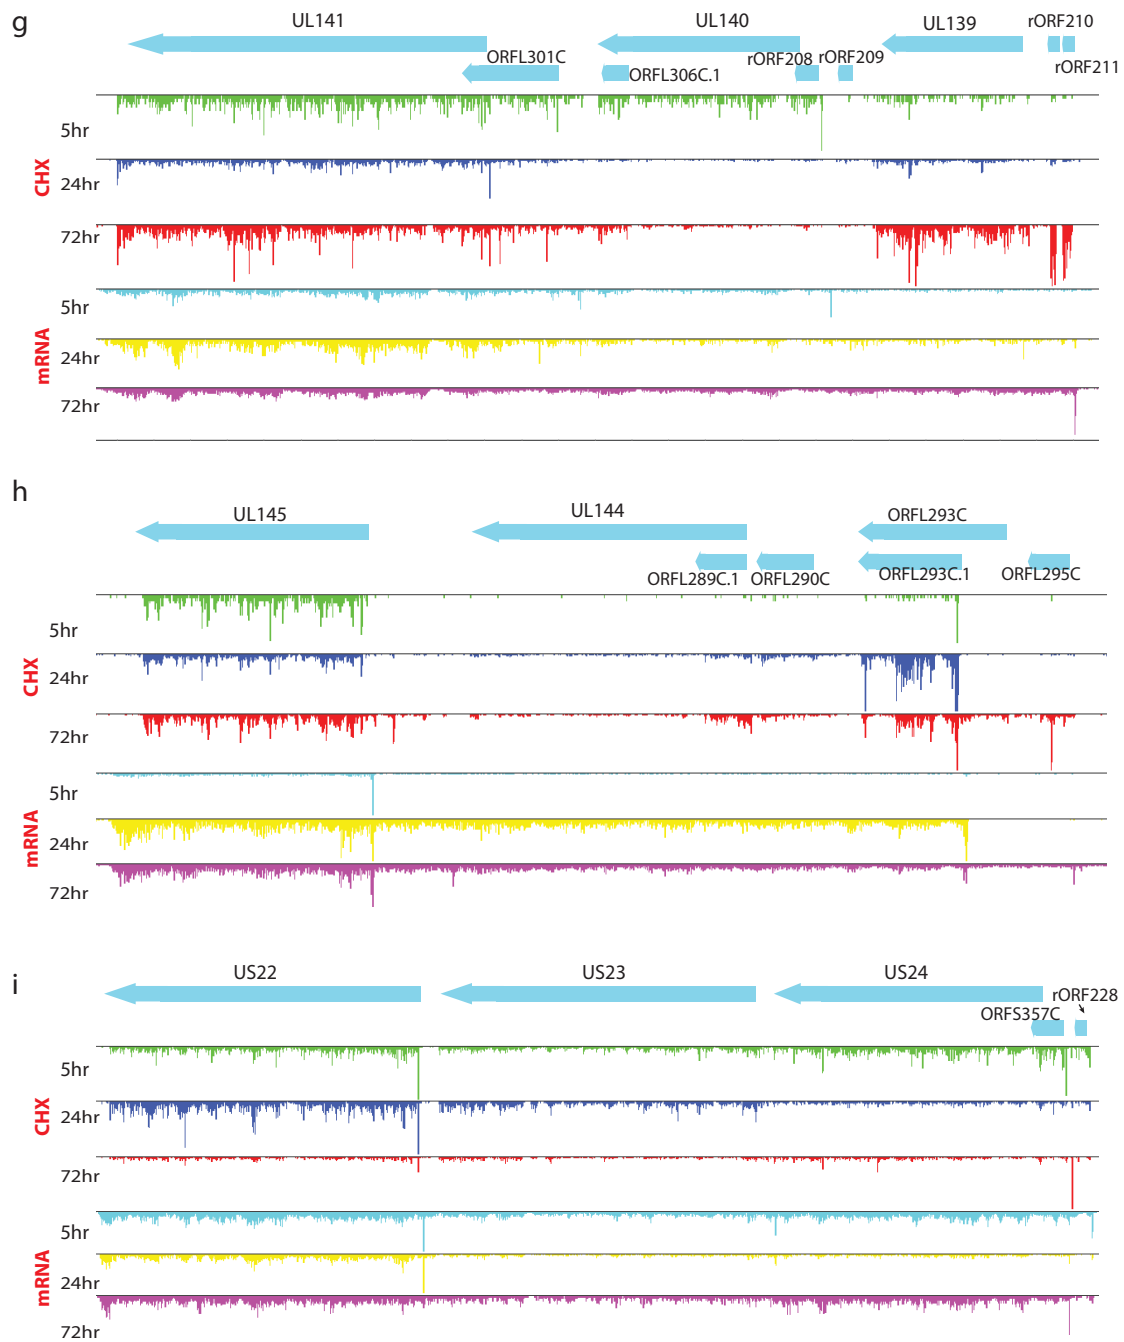 g
UL141 UL140 UL139 rORF210
ORFL301C ORFL306C.1 rORF208 rORF209 rORF211
5hr
CHX
24hr
72hr
5hr
mRNA
24hr
72hr
h
UL145 UL144 ORFL293C
ORFL289C.1 ORFL290C ORFL293C.1 ORFL295C
5hr
CHX
24hr
72hr
5hr
mRNA
24hr
72hr
i
US22 US23 US24
rORF228
ORFS357C
5hr
CHX
24hr
72hr
5hr
mRNA
24hr
72hr